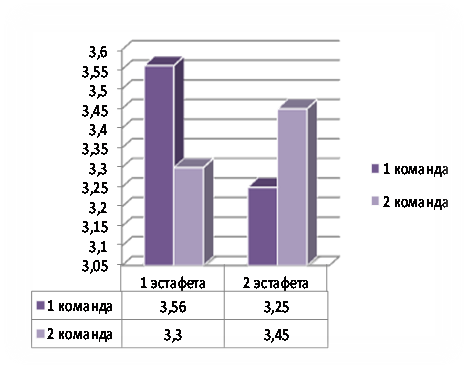 3,6
3,55
3,5
3,45
3,4
3,35
3,3
3,25
3,2
3,15
3,1
3,05
1 команда
2 команда
1 эстафета 2 эстафета
1 команда 3,56 3,25
2 команда 3,3 3,45